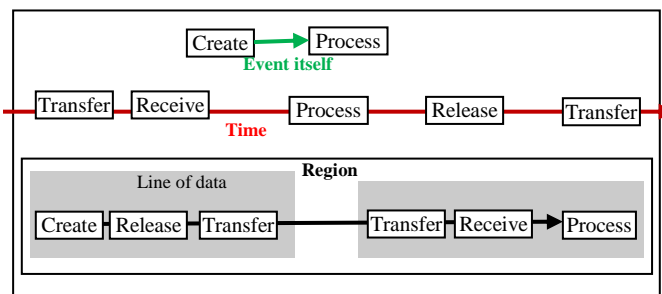 Create Process
Event itself
Transfer Receive Process Release Transfer
Time
Region
Line of data
Create Release Transfer Transfer Receive Process